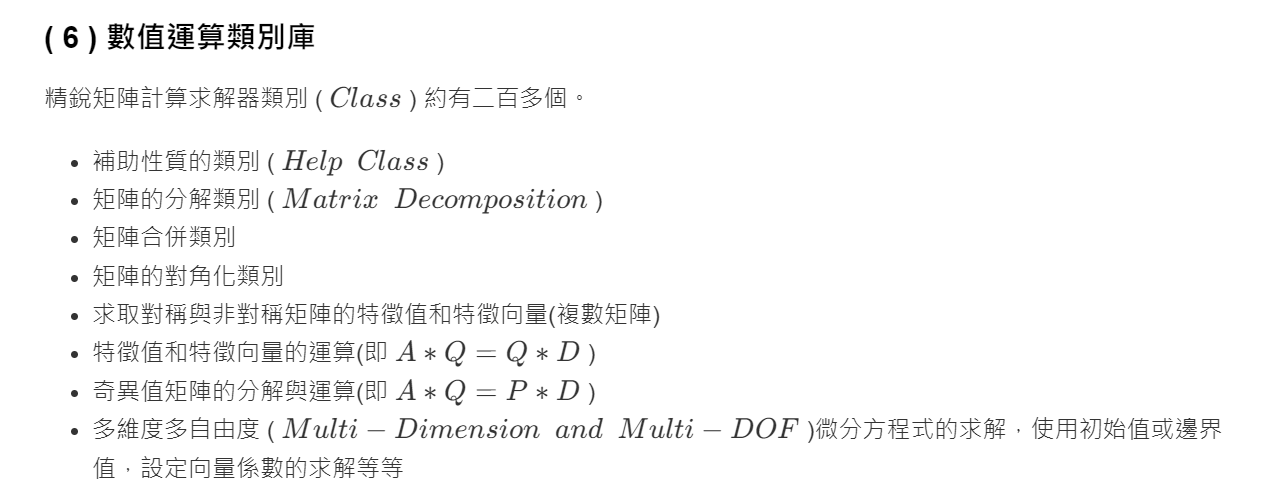 ( 6 ) 數值運算類別庫
精銳矩陣計算求解器類別 ( Class ) 約有二百多個。
• 補助性質的類別 ( Help Class )
• 矩陣的分解類別 ( Matrix Decomposition )
• 矩陣合併類別
• 矩陣的對角化類別
• 求取對稱與非對稱矩陣的特徵值和特徵向量(複數矩陣)
• 特徵值和特徵向量的運算(即 A ∗ Q = Q ∗ D )
• 奇異值矩陣的分解與運算(即 A ∗ Q = P ∗ D )
• 多維度多自由度 ( Multi − Dimension and Multi − DOF )微分方程式的求解，使用初始值或邊界
值，設定向量係數的求解等等